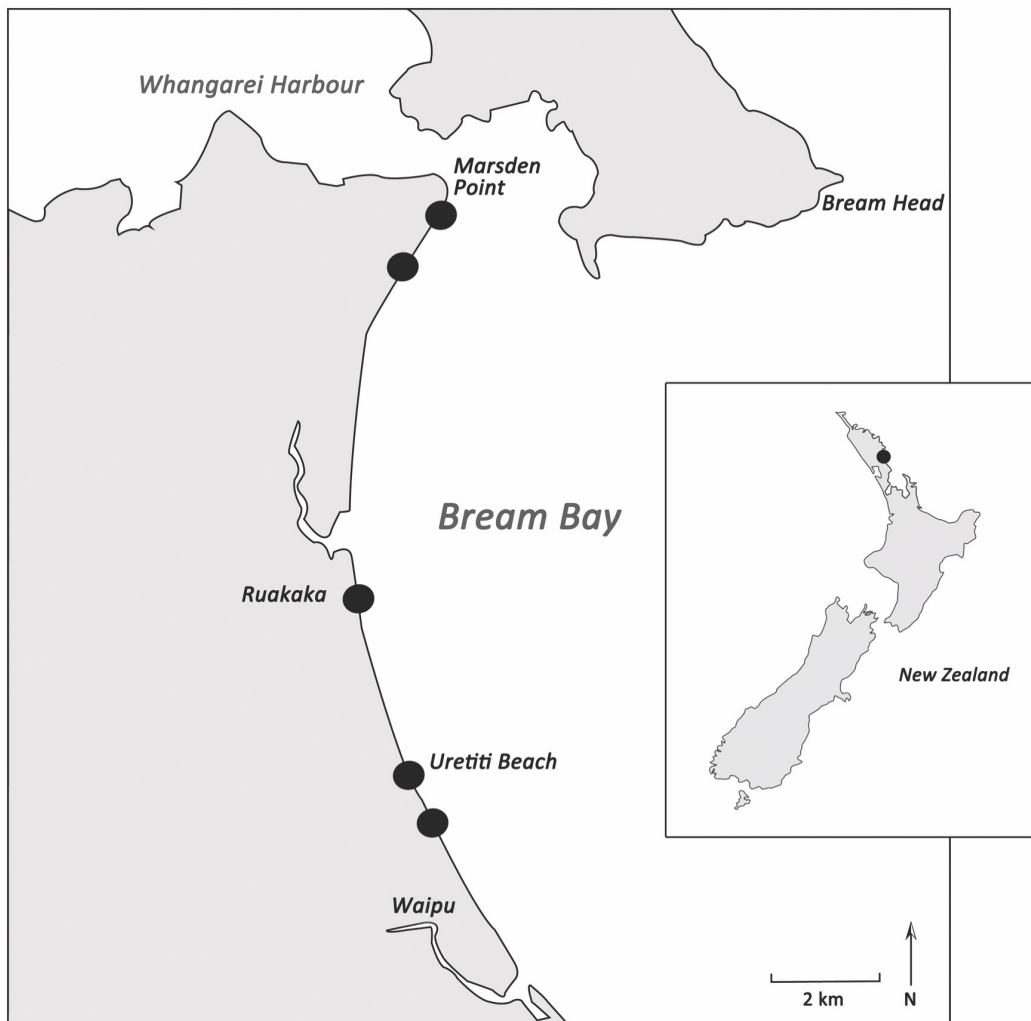 Whangarei Harbour
Marsden
Point
Bream Head
Bream Bay
Ruakaka
New Zealand
Uretiti Beach
Waipu
2 km
N